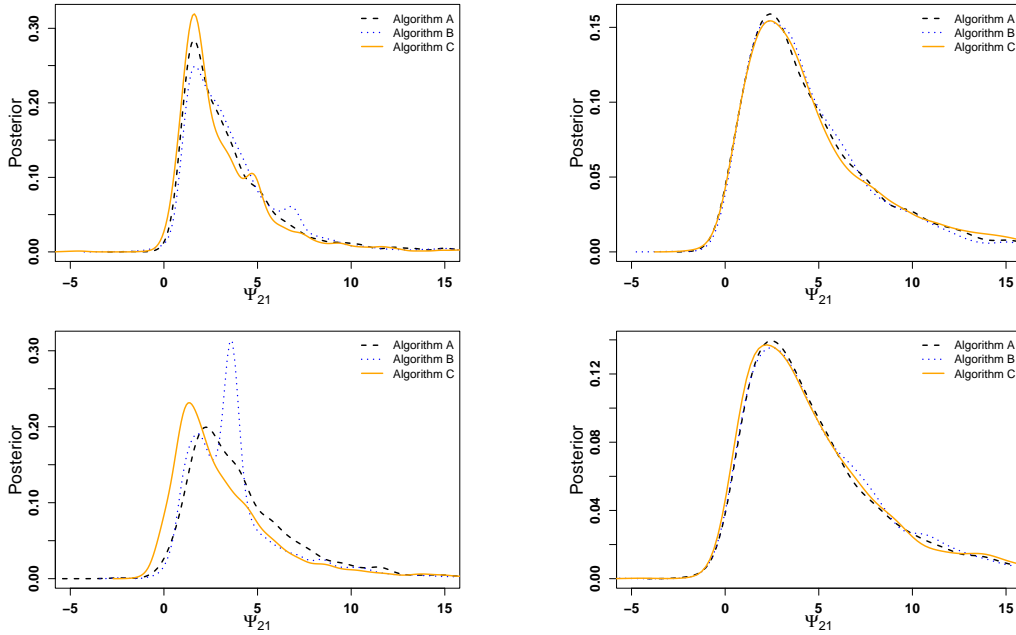 Posterior
0.00 0.10 0.20 0.30
Algorithm A
Algorithm B
Algorithm C
-5 0 5 10 15
Ψ21
Posterior
0.00 0.05 0.10 0.15
Algorithm A
Algorithm B
Algorithm C
-5 0 5 10 15
Ψ21
Posterior
0.00 0.10 0.20 0.30
Algorithm A
Algorithm B
Algorithm C
-5 0 5 10 15
Ψ21
Posterior
0.00 0.04 0.08 0.12
Algorithm A
Algorithm B
Algorithm C
-5 0 5 10 15
Ψ21